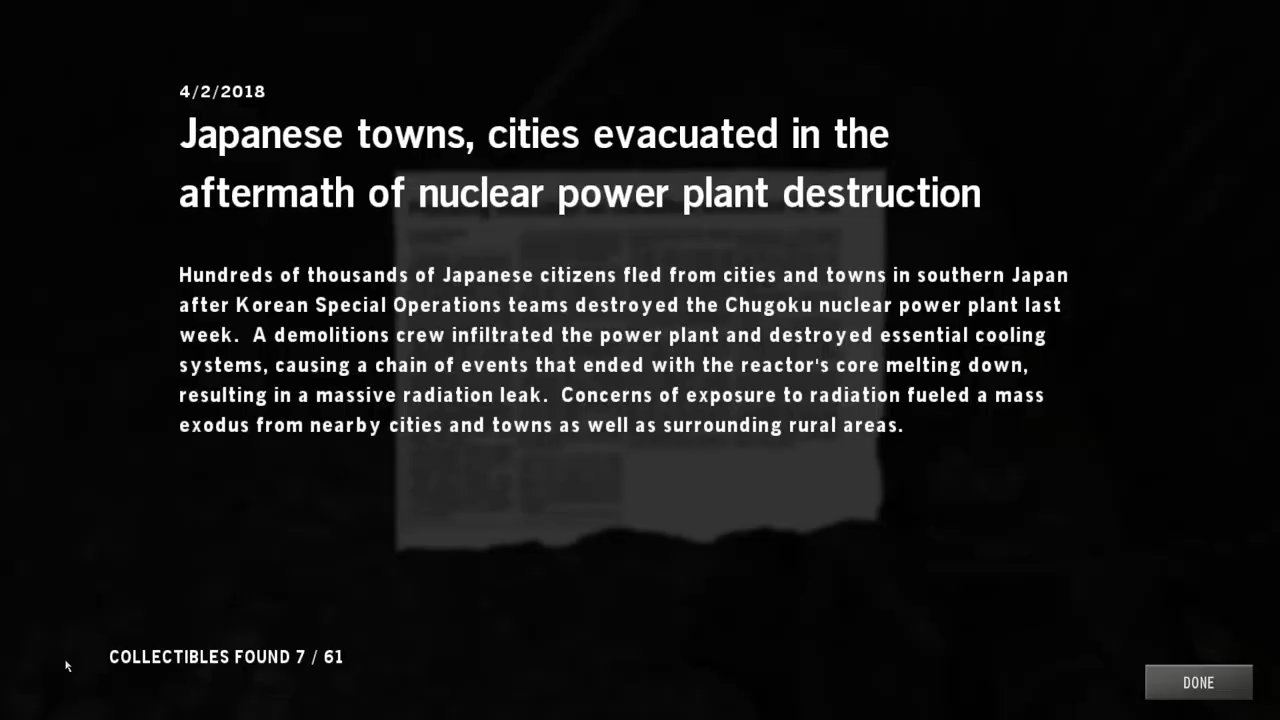 4/2/2018
Japanese towns, cities evacuated in the
aftermath of nuclear power plant destruction
Hundreds of thousands of Japanese citizens fled from cities and towns in southern Japan
after Korean Special Operations teams destroyed the Chugoku nuclear power plant last
week.  A demolitions crew infiltrated the power plant and destroyed essential cooling
systems, causing a chain of events that ended with the reactor's core melting down,
resulting in a massive radiation leak.  Concerns of exposure to radiation fueled a mass
exodus from nearby cities and towns as well as surrounding rural areas.
COLLECTIBLES FOUND 7 / 61
DONE